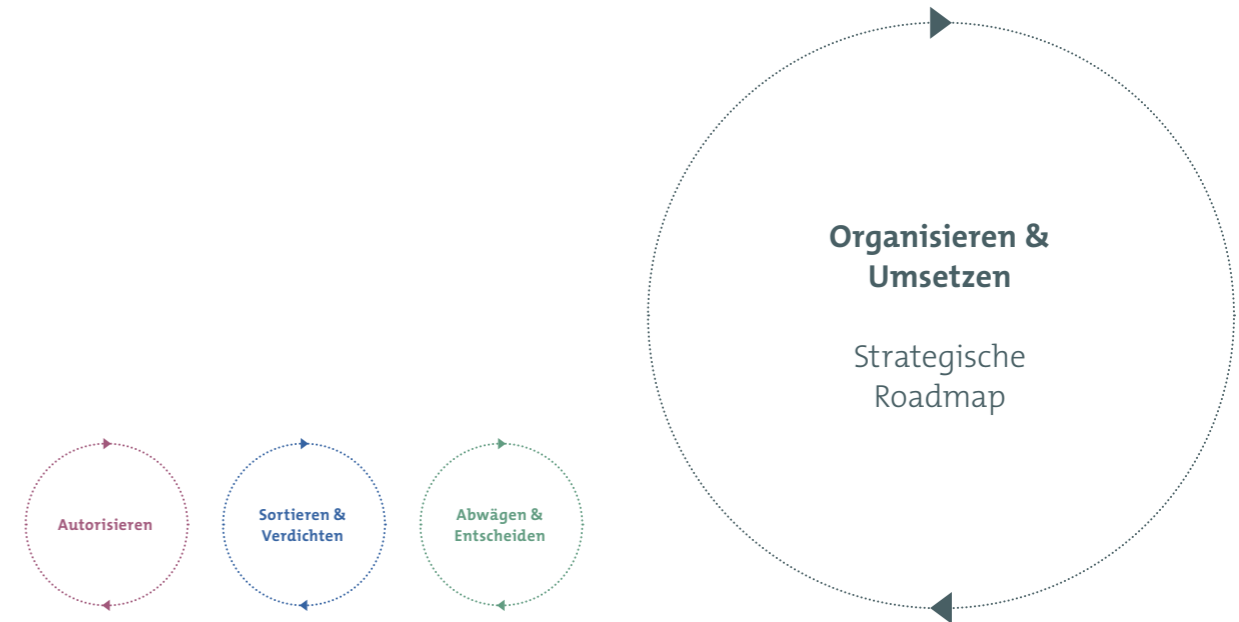 Autorisieren
Sortieren &
Verdichten
Abwägen &
Entscheiden
Organisieren &
Umsetzen
Strategische
Roadmap